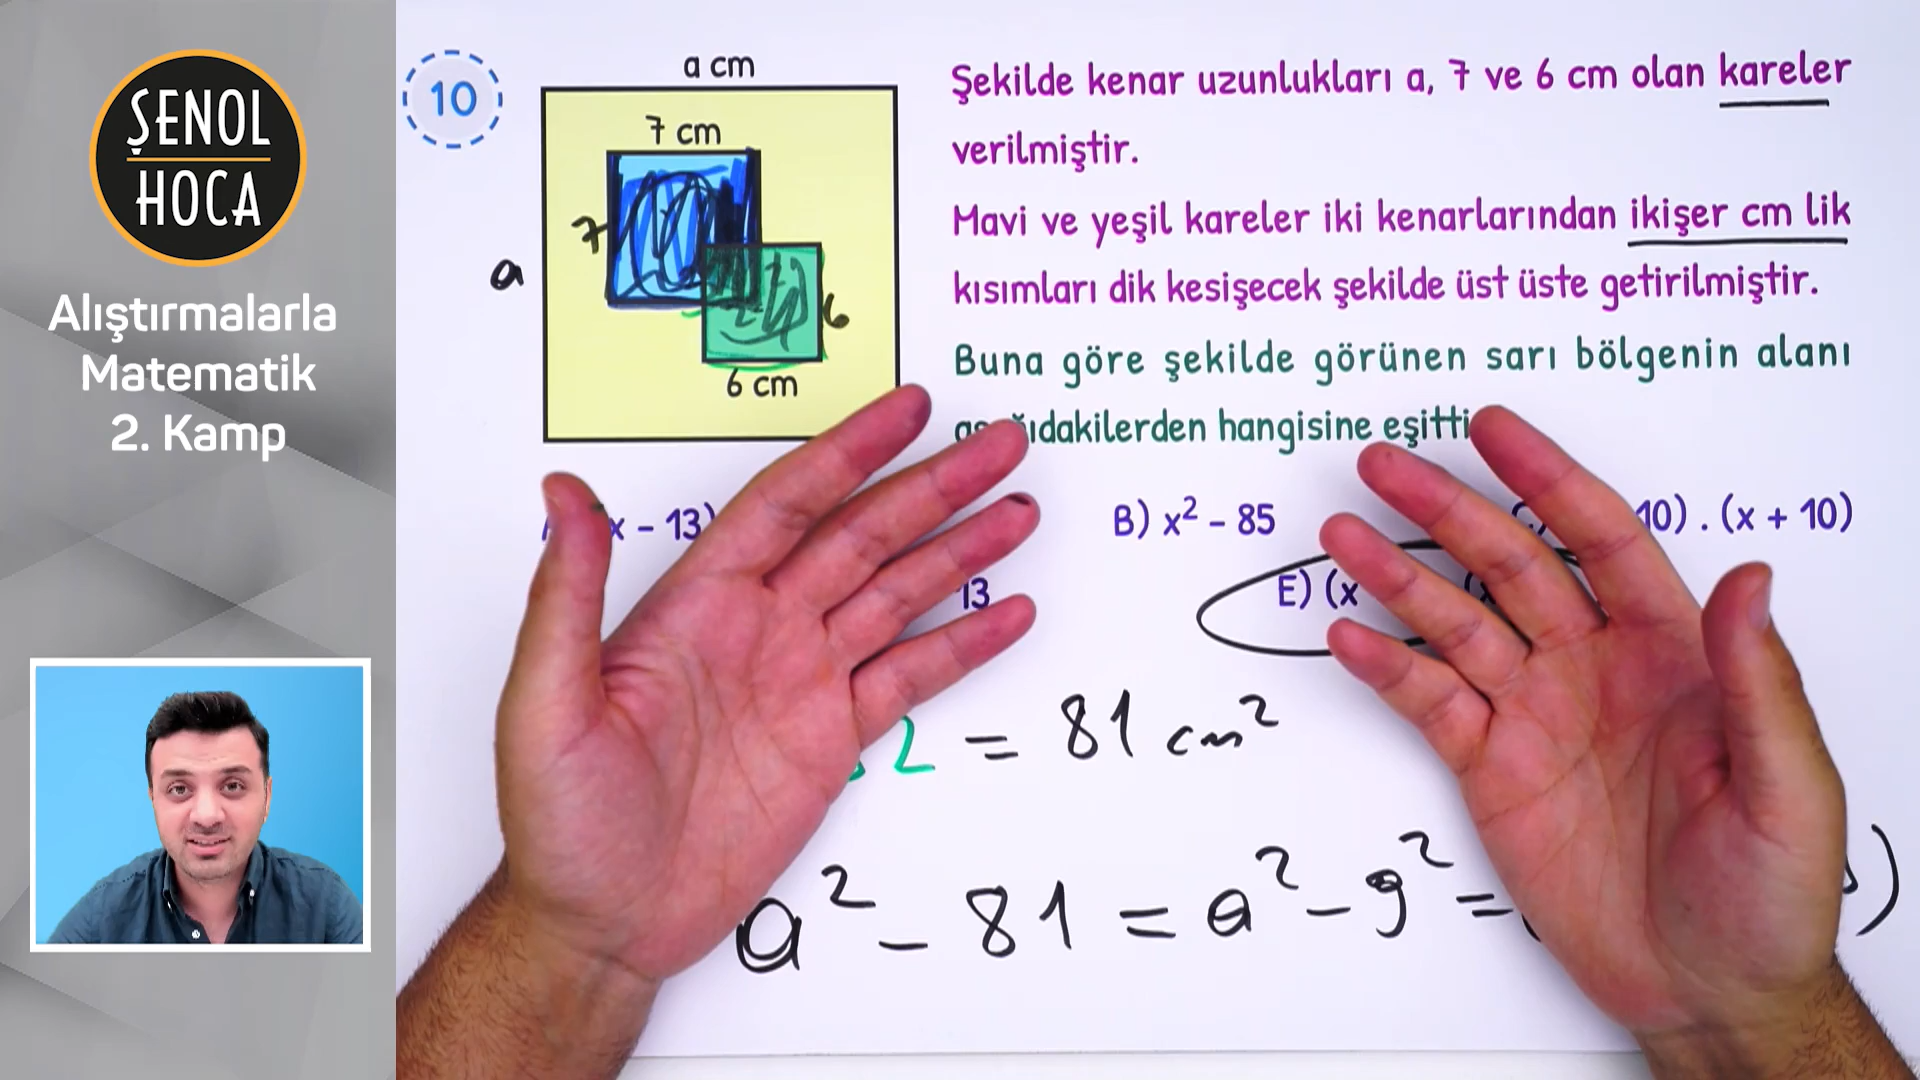 ŞENOL
HOCA
Alıştırmalarla
Matematik
2. Kamp
10
a cm
7 cm
7
a
6
6 cm
Şekilde kenar uzunlukları a, 7 ve 6 cm olan kareler
verilmiştir.
Mavi ve yeşil kareler iki kenarlarından ikişer cm lik
kısımları dik kesişecek şekilde üst üste getirilmiştir.
Buna göre şekilde görünen sarı bölgenin alanı
hangisine
x - 13)
B) x² - 85
10) . (x + 10)
13
E) (x
2 = 81 cm²
a² - 81 = a² - 9² =
)